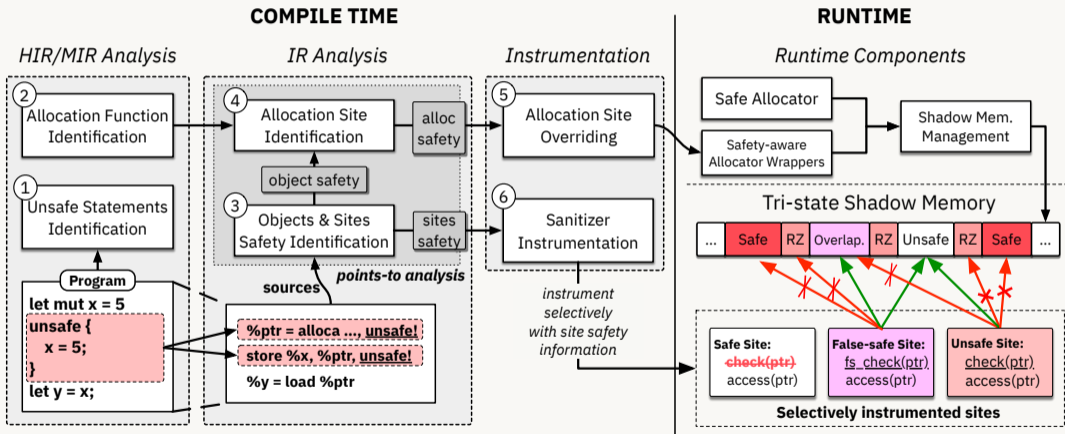 COMPILE TIME
RUNTIME
HIR/MIR Analysis
IR Analysis
Instrumentation
Runtime Components
2
Allocation Function
Identification
1
Unsafe Statements
Identification
Program
let mut x = 5
unsafe {
x = 5;
}
let y = x;
4
Allocation Site
Identification
alloc
safety
object safety
3
Objects & Sites
Safety Identification
sites
safety
points-to analysis
sources
%ptr = alloca ..., unsafe!
store %x, %ptr, unsafe!
%y = load %ptr
5
Allocation Site
Overriding
6
Sanitizer
Instrumentation
instrument
selectively
with site safety
information
Safe Allocator
Safety-aware
Allocator Wrappers
Shadow Mem.
Management
Tri-state Shadow Memory
... Safe RZ Overlap. RZ Unsafe RZ Safe ...
Safe Site:
check(ptr)
access(ptr)
False-safe Site:
fs_check(ptr)
access(ptr)
Unsafe Site:
check(ptr)
access(ptr)
Selectively instrumented sites